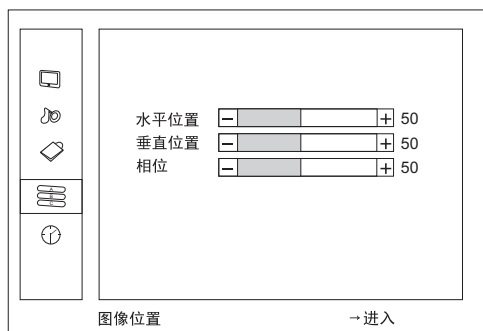 水平位置 − + 50
垂直位置 − + 50
相位 − + 50
图像位置 →进入